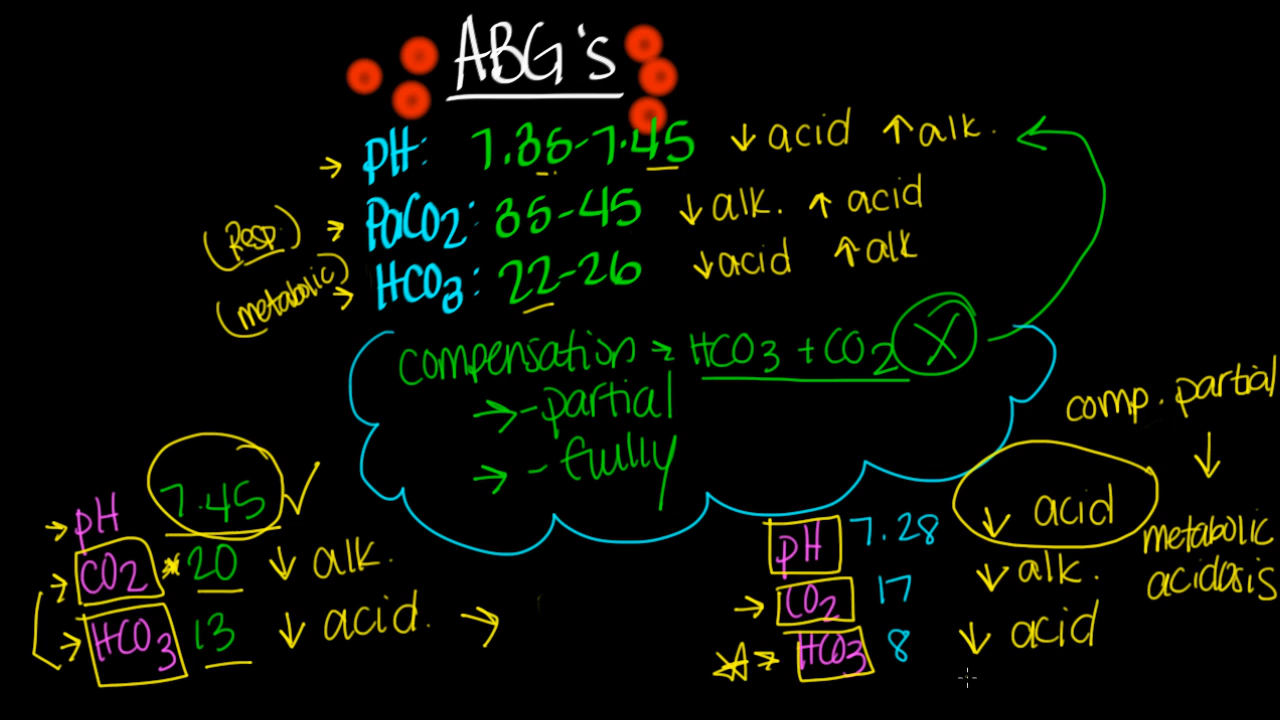 ABG's
→ pH: 7.35-7.45 ↓ acid ↑ alk.
(Resp.) → PaCO2: 35-45 ↓ alk. ↑ acid
(metabolic) → HCO3: 22-26 ↓ acid ↑ alk
compensation → HCO3 + CO2 X
→ - partial
→ - fully
→ pH 7.45 ✓
→ CO2 * 20 ↓ alk.
→ HCO3 13 ↓ acid. →
comp. partial
↓
metabolic
acidosis
pH 7.28 ↓ acid
→ CO2 17 ↓ alk.
→ HCO3 8 ↓ acid